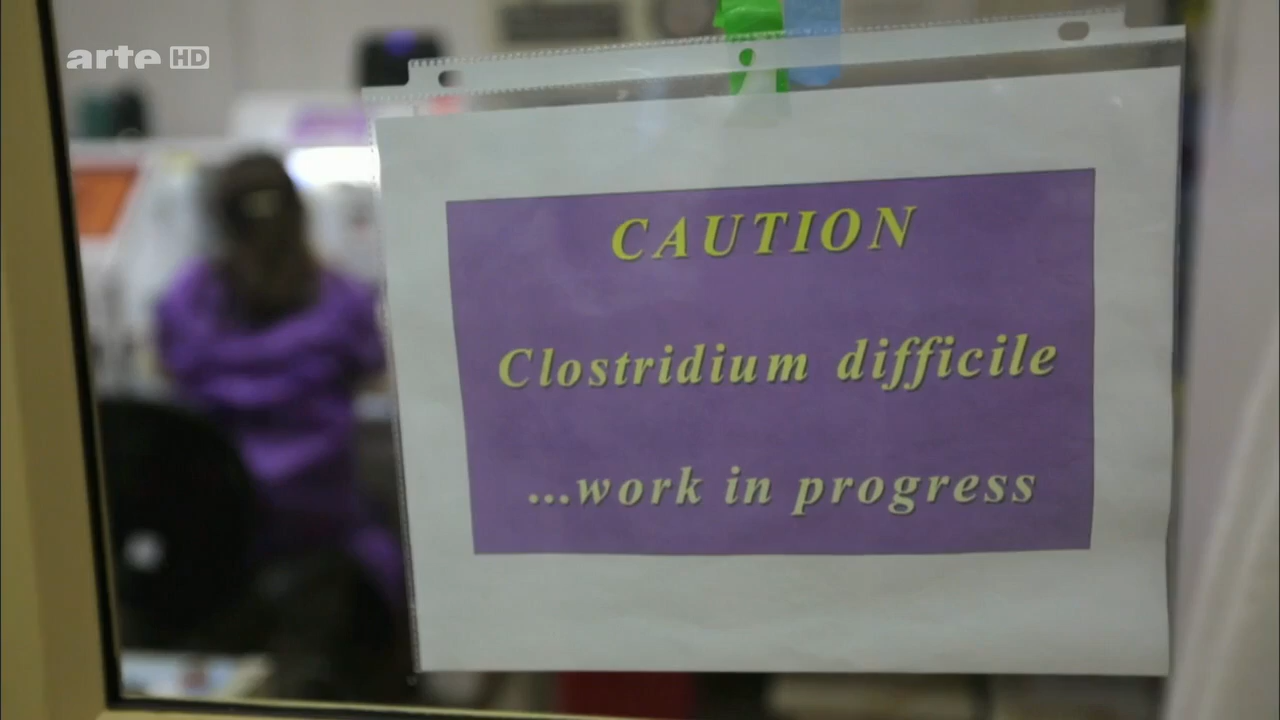 arte HD
CAUTION
Clostridium difficile
...work in progress